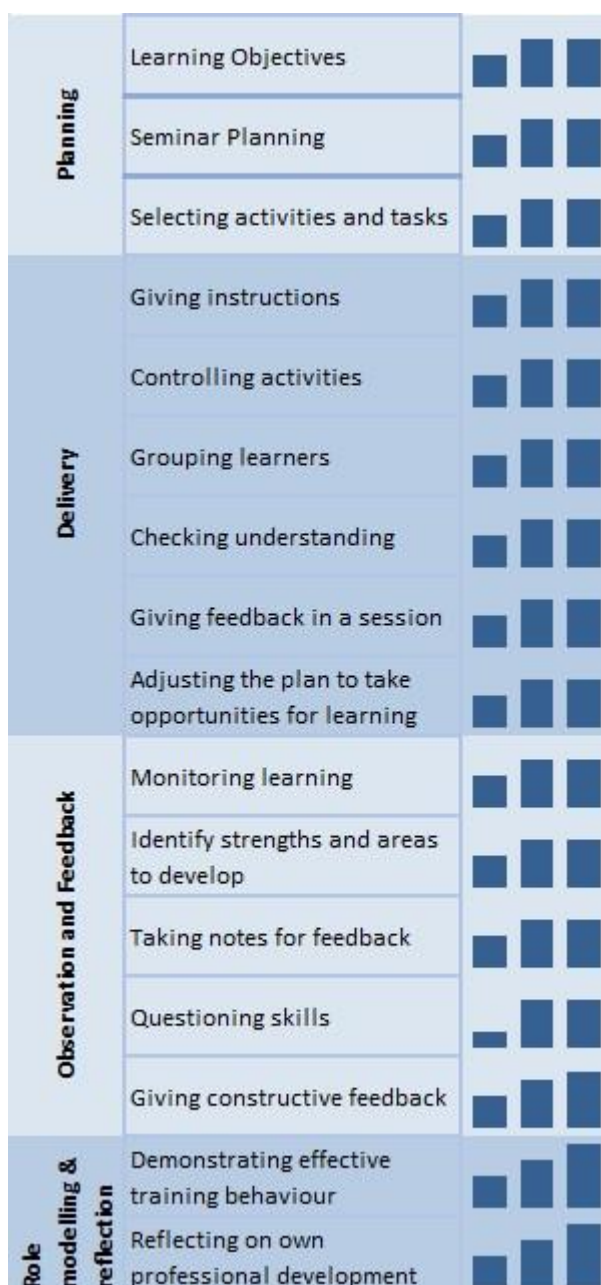 Planning
Learning Objectives
Seminar Planning
Selecting activities and tasks
Delivery
Giving instructions
Controlling activities
Grouping learners
Checking understanding
Giving feedback in a session
Adjusting the plan to take
opportunities for learning
Observation and Feedback
Monitoring learning
Identify strengths and areas
to develop
Taking notes for feedback
Questioning skills
Giving constructive feedback
Role
modelling &
reflection
Demonstrating effective
training behaviour
Reflecting on own
professional development